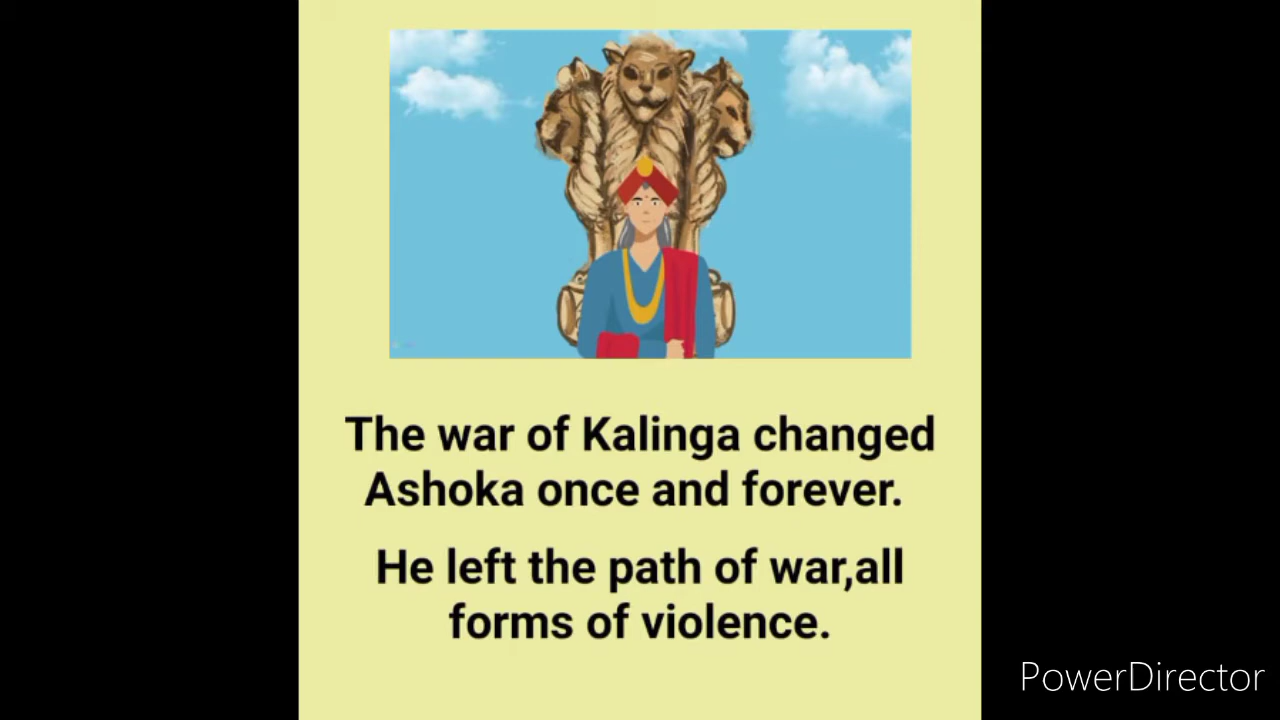 The war of Kalinga changed
Ashoka once and forever.
He left the path of war,all
forms of violence.
PowerDirector